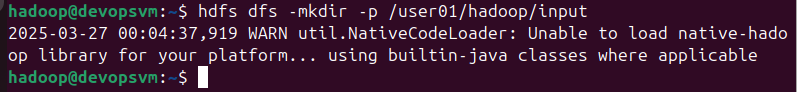 hadoop@devopsvm:~$ hdfs dfs -mkdir -p /user01/hadoop/input
2025-03-27 00:04:37,919 WARN util.NativeCodeLoader: Unable to load native-hado
op library for your platform... using builtin-java classes where applicable
hadoop@devopsvm:~$